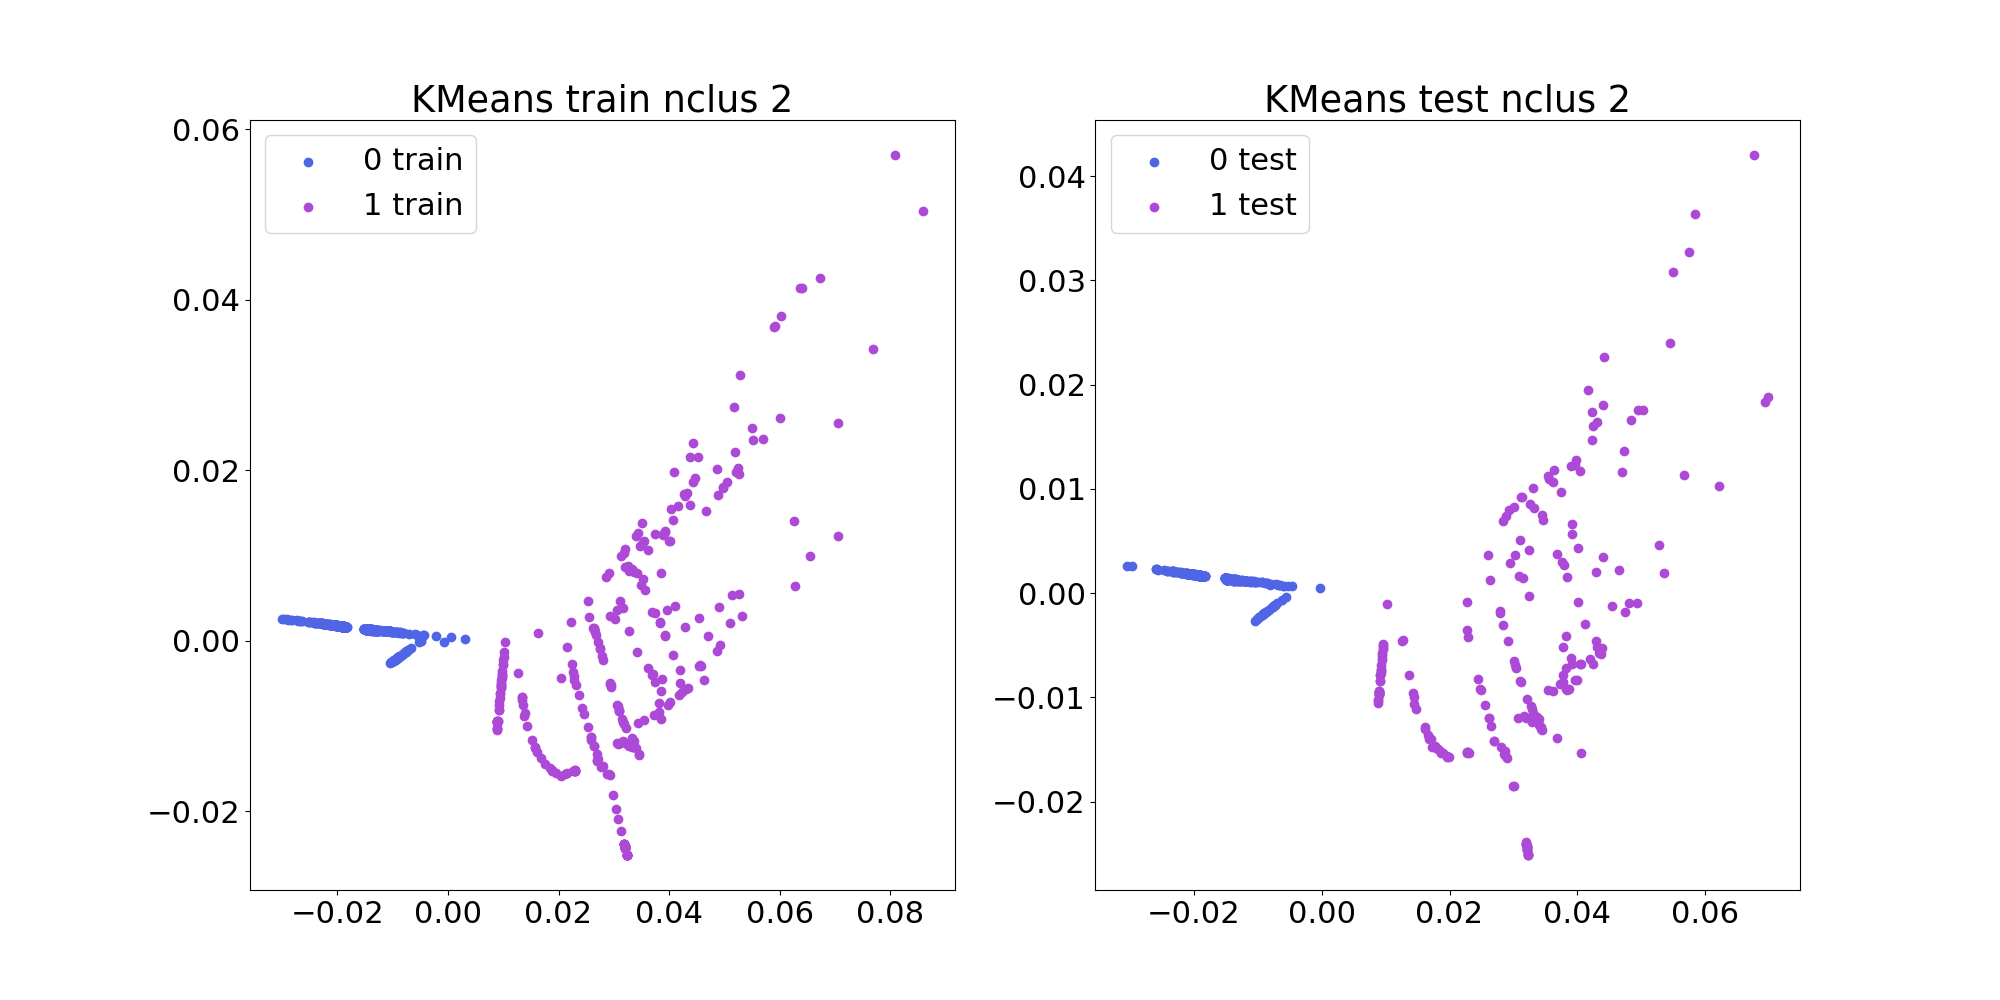 KMeans train nclus 2
0 train
1 train
0.06
0.04
0.02
0.00
−0.02
−0.02 0.00 0.02 0.04 0.06 0.08
KMeans test nclus 2
0 test
1 test
0.04
0.03
0.02
0.01
0.00
−0.01
−0.02
−0.02 0.00 0.02 0.04 0.06